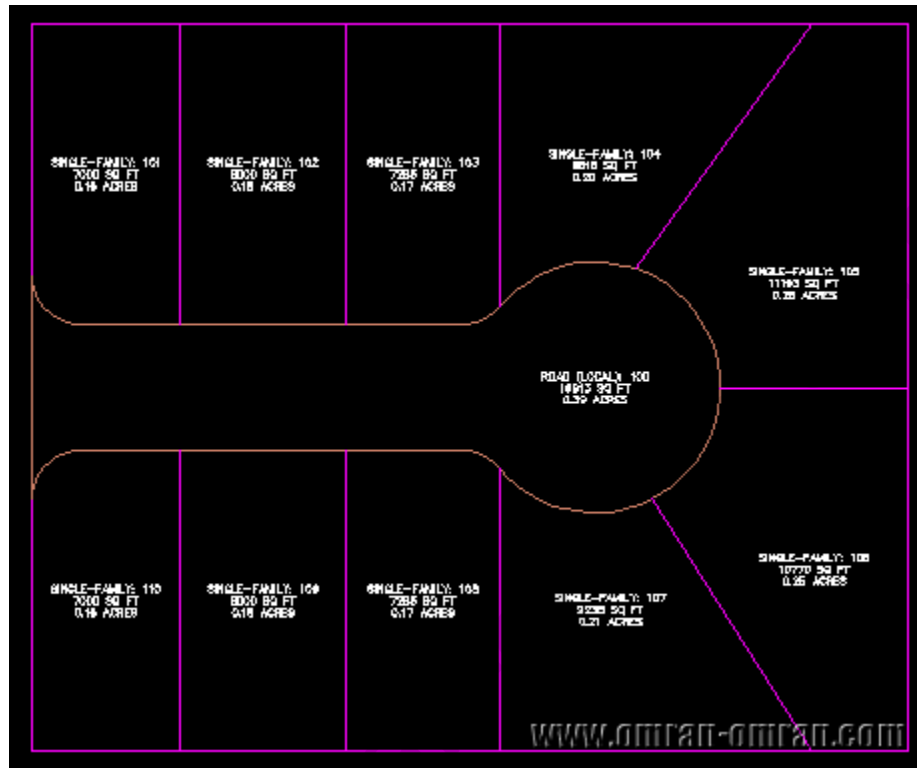 SINGLE-FAMILY: 101
7000 SQ FT
0.16 ACRES
SINGLE-FAMILY: 102
8000 SQ FT
0.18 ACRES
SINGLE-FAMILY: 103
SQ FT
0.17 ACRES
SINGLE-FAMILY: 104
SQ FT
0.20 ACRES
SINGLE-FAMILY: 105
SQ FT
ACRES
ROAD (LOCAL): 100
SQ FT
0.39 ACRES
SINGLE-FAMILY: 106
10770 SQ FT
0.25 ACRES
SINGLE-FAMILY: 110
7000 SQ FT
0.16 ACRES
SINGLE-FAMILY: 109
8000 SQ FT
0.18 ACRES
SINGLE-FAMILY: 108
SQ FT
0.17 ACRES
SINGLE-FAMILY: 107
SQ FT
0.21 ACRES
www.omran-omran.com